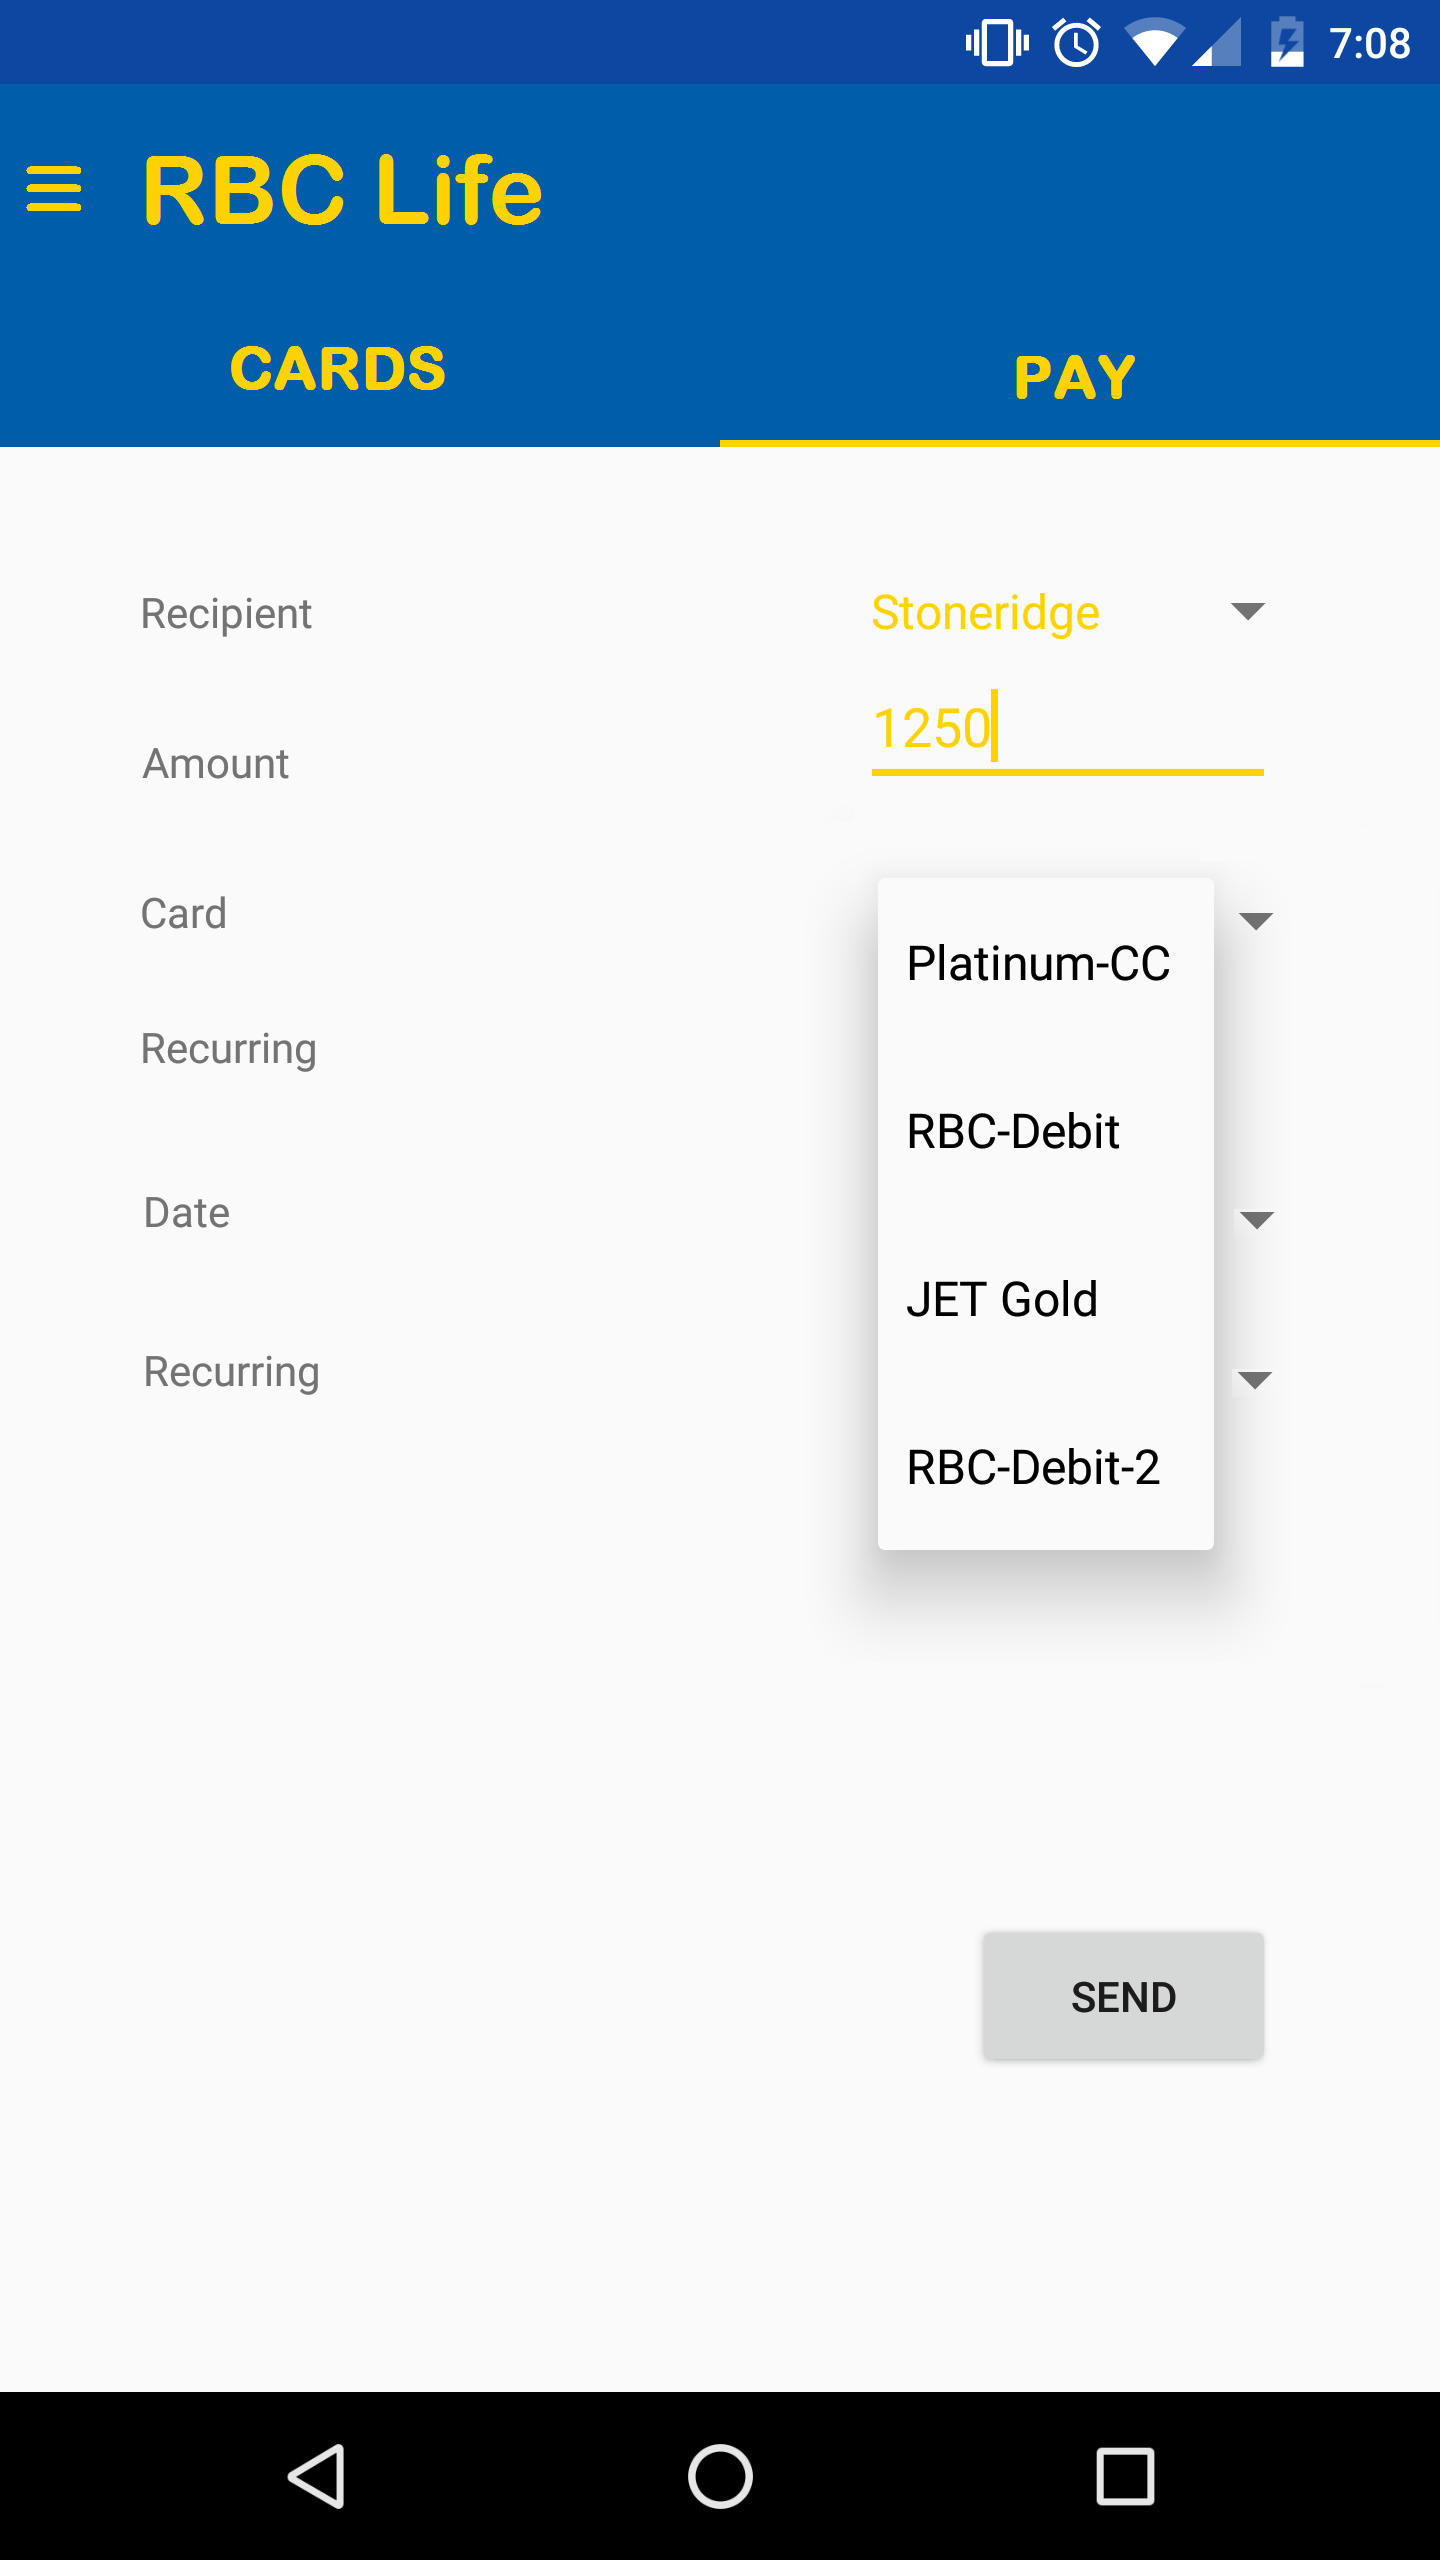 7:08
RBC Life
CARDS
PAY
Recipient
Stoneridge
Amount
1250
Card
Platinum-CC
Recurring
RBC-Debit
Date
JET Gold
Recurring
RBC-Debit-2
SEND